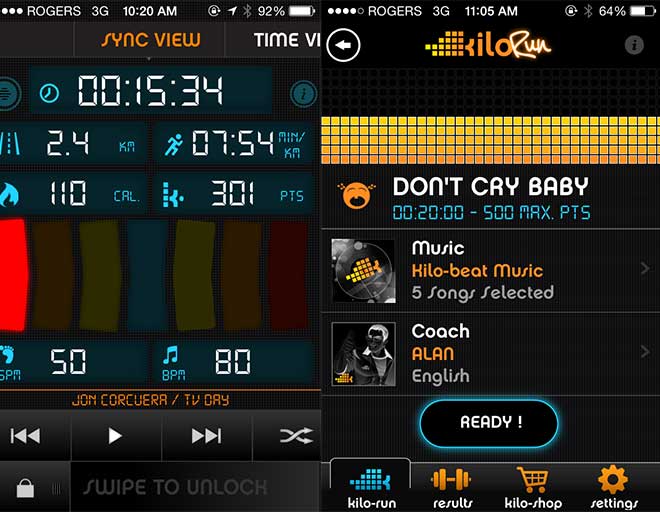 ROGERS 3G 10:20 AM 92%
SYNC VIEW TIME VI
00:15:34
2.4 KM 07:54 MIN/KM
110 CAL. 301 PTS
SPM 50 BPM 80
JON CORCUERA / TV DAY
SWIPE TO UNLOCK
ROGERS 3G 11:05 AM 64%
kilo Run
DON'T CRY BABY
00:20:00 - 500 MAX. PTS
Music
Kilo-beat Music
5 Songs Selected
Coach
ALAN
English
READY !
kilo-run results kilo-shop settings